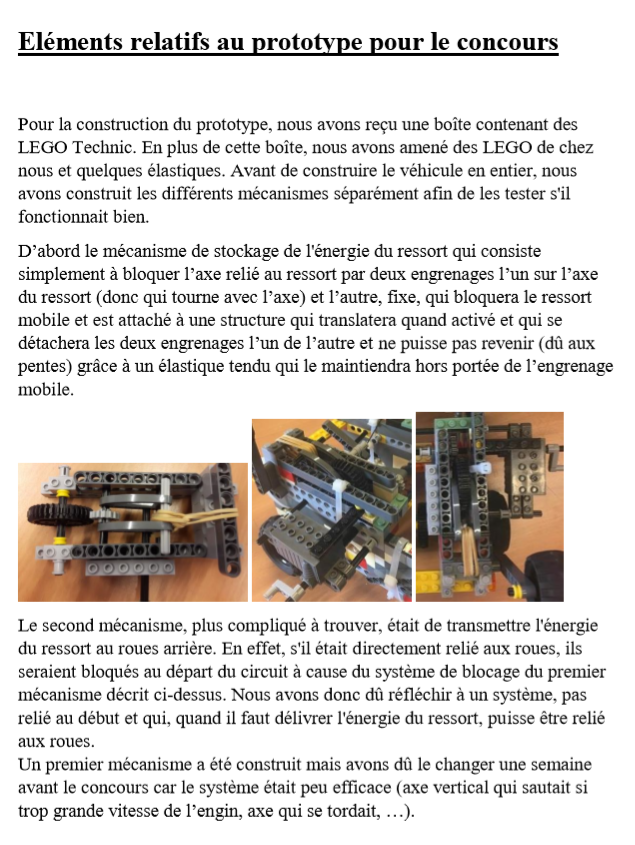 Eléments relatifs au prototype pour le concours
Pour la construction du prototype, nous avons reçu une boîte contenant des
LEGO Technic. En plus de cette boîte, nous avons amené des LEGO de chez
nous et quelques élastiques. Avant de construire le véhicule en entier, nous
avons construit les différents mécanismes séparément afin de les tester s'il
fonctionnait bien.
D’abord le mécanisme de stockage de l'énergie du ressort qui consiste
simplement à bloquer l’axe relié au ressort par deux engrenages l’un sur l’axe
du ressort (donc qui tourne avec l’axe) et l’autre, fixe, qui bloquera le ressort
mobile et est attaché à une structure qui translatera quand activé et qui se
détachera les deux engrenages l’un de l’autre et ne puisse pas revenir (dû aux
pentes) grâce à un élastique tendu qui le maintiendra hors portée de l’engrenage
mobile.
Le second mécanisme, plus compliqué à trouver, était de transmettre l'énergie
du ressort au roues arrière. En effet, s'il était directement relié aux roues, ils
seraient bloqués au départ du circuit à cause du système de blocage du premier
mécanisme décrit ci-dessus. Nous avons donc dû réfléchir à un système, pas
relié au début et qui, quand il faut délivrer l'énergie du ressort, puisse être relié
aux roues.
Un premier mécanisme a été construit mais avons dû le changer une semaine
avant le concours car le système était peu efficace (axe vertical qui sautait si
trop grande vitesse de l’engin, axe qui se tordait, …).